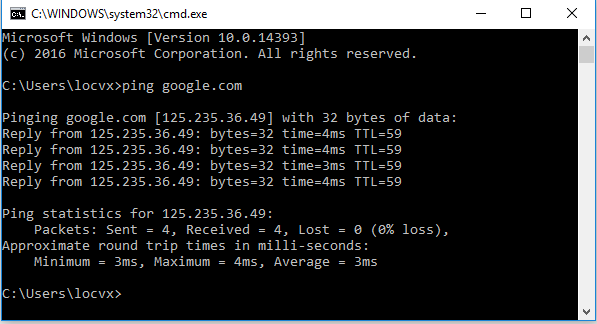 C:\WINDOWS\system32\cmd.exe
Microsoft Windows [Version 10.0.14393]
(c) 2016 Microsoft Corporation. All rights reserved.
C:\Users\locvx>ping google.com
Pinging google.com [125.235.36.49] with 32 bytes of data:
Reply from 125.235.36.49: bytes=32 time=4ms TTL=59
Reply from 125.235.36.49: bytes=32 time=4ms TTL=59
Reply from 125.235.36.49: bytes=32 time=3ms TTL=59
Reply from 125.235.36.49: bytes=32 time=4ms TTL=59
Ping statistics for 125.235.36.49:
    Packets: Sent = 4, Received = 4, Lost = 0 (0% loss),
Approximate round trip times in milli-seconds:
    Minimum = 3ms, Maximum = 4ms, Average = 3ms
C:\Users\locvx>